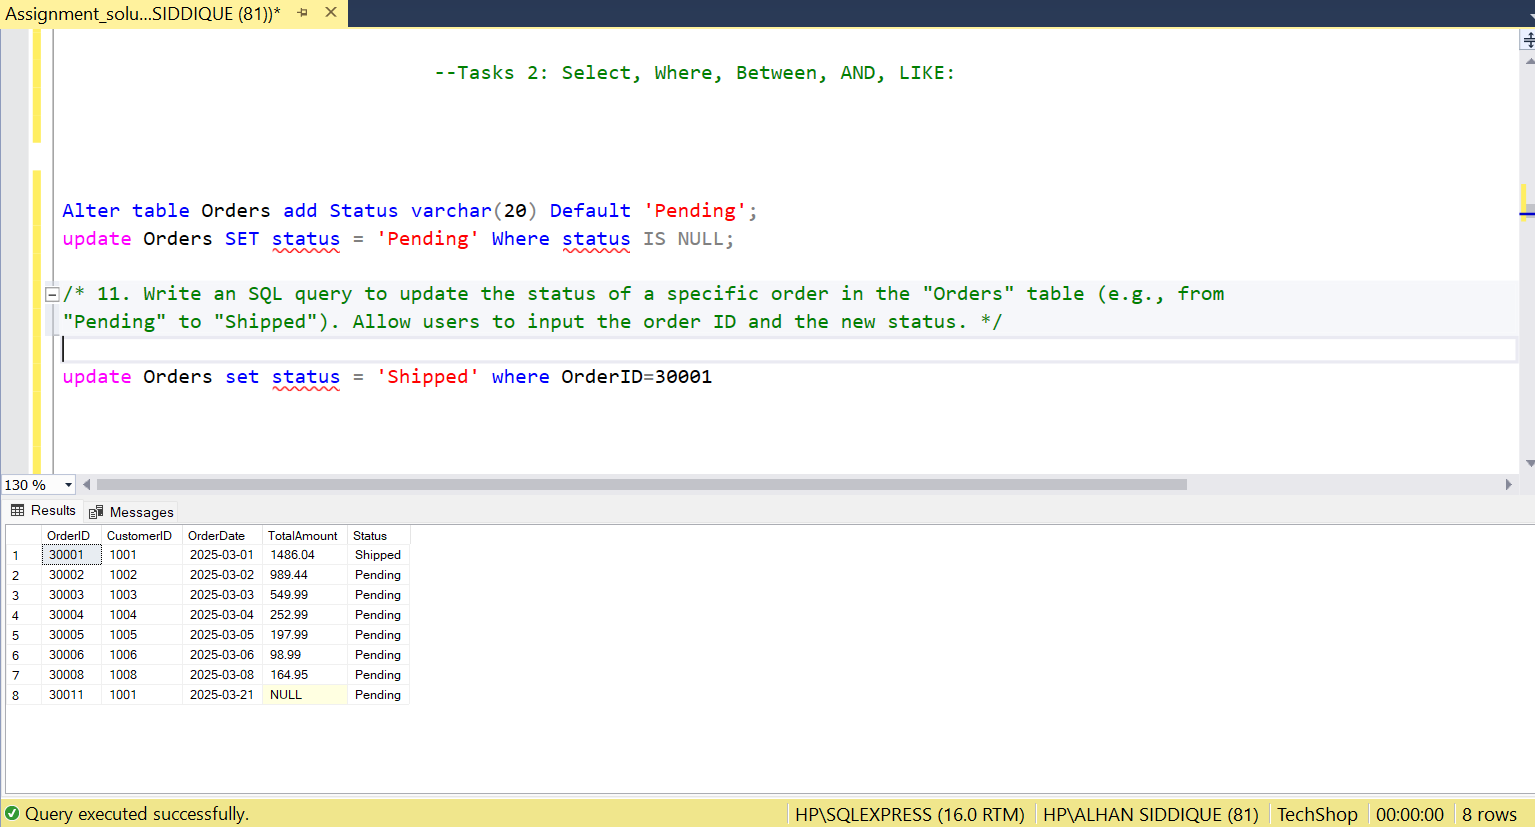 Assignment_solu...SIDDIQUE (81))*
--Tasks 2: Select, Where, Between, AND, LIKE:
Alter table Orders add Status varchar(20) Default 'Pending';
update Orders SET status = 'Pending' Where status IS NULL;
/* 11. Write an SQL query to update the status of a specific order in the "Orders" table (e.g., from
"Pending" to "Shipped"). Allow users to input the order ID and the new status. */
update Orders set status = 'Shipped' where OrderID=30001
130 %
Results Messages
OrderID CustomerID OrderDate TotalAmount Status
1 30001 1001 2025-03-01 1486.04 Shipped
2 30002 1002 2025-03-02 989.44 Pending
3 30003 1003 2025-03-03 549.99 Pending
4 30004 1004 2025-03-04 252.99 Pending
5 30005 1005 2025-03-05 197.99 Pending
6 30006 1006 2025-03-06 98.99 Pending
7 30008 1008 2025-03-08 164.95 Pending
8 30011 1001 2025-03-21 NULL Pending
Query executed successfully. HP\SQLEXPRESS (16.0 RTM) HP\ALHAN SIDDIQUE (81) TechShop 00:00:00 8 rows